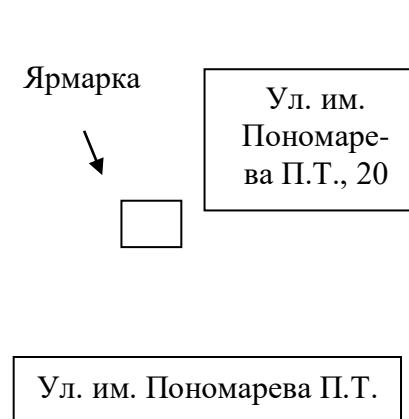 Ярмарка
Ул. им.
Пономаре-
ва П.Т., 20
Ул. им. Пономарева П.Т.